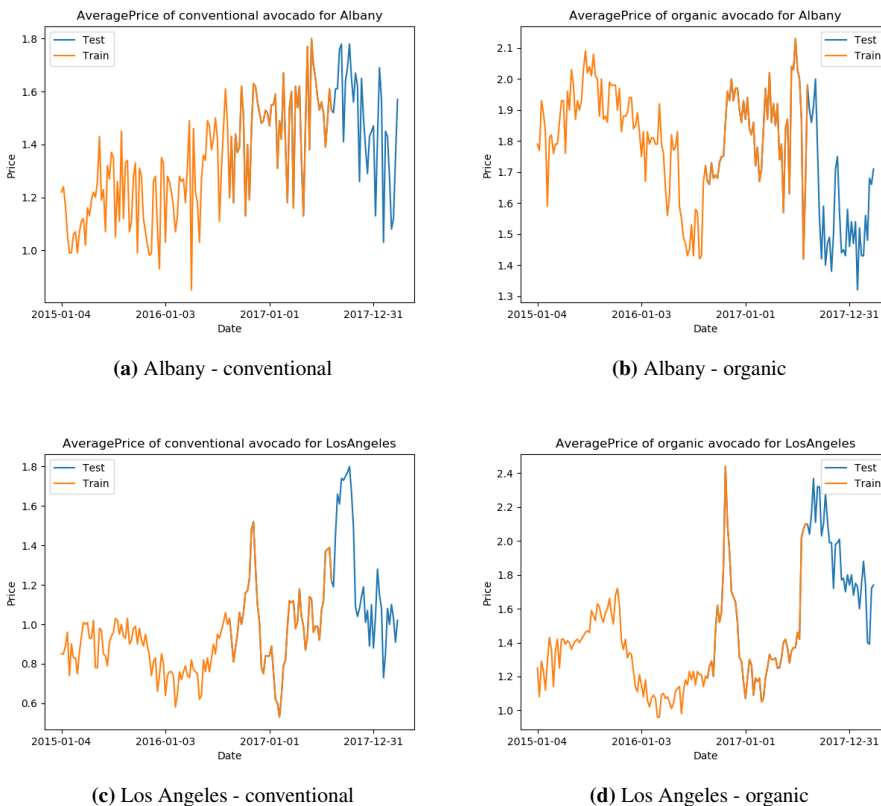 AveragePrice of conventional avocado for Albany
Test
Train
1.8
1.6
1.4
1.2
1.0
Price
2015-01-04
2016-01-03
2017-01-01
2017-12-31
Date
(a) Albany - conventional
AveragePrice of organic avocado for Albany
Test
Train
2.1
2.0
1.9
1.8
1.7
1.6
1.5
1.4
1.3
Price
2015-01-04
2016-01-03
2017-01-01
2017-12-31
Date
(b) Albany - organic
AveragePrice of conventional avocado for LosAngeles
Test
Train
1.8
1.6
1.4
1.2
1.0
0.8
0.6
Price
2015-01-04
2016-01-03
2017-01-01
2017-12-31
Date
(c) Los Angeles - conventional
AveragePrice of organic avocado for LosAngeles
Test
Train
2.4
2.2
2.0
1.8
1.6
1.4
1.2
1.0
Price
2015-01-04
2016-01-03
2017-01-01
2017-12-31
Date
(d) Los Angeles - organic